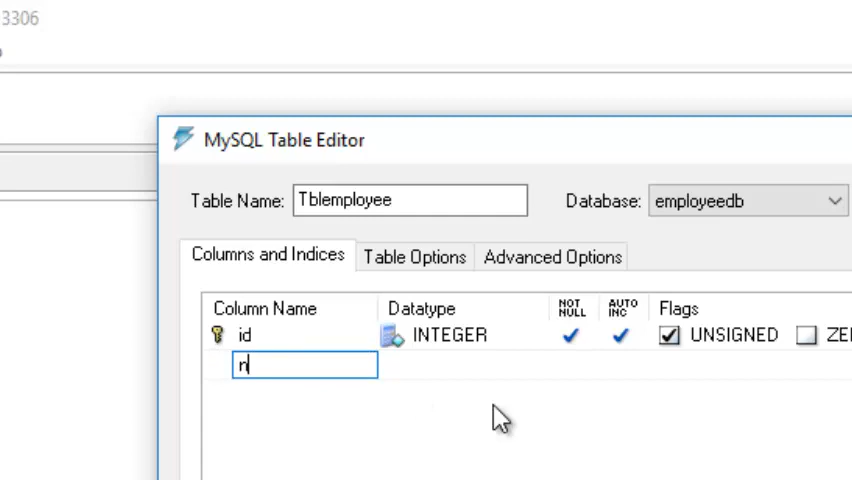 3306
MySQL Table Editor
Table Name: Tblemployee Database: employeedb
Columns and Indices Table Options Advanced Options
Column Name Datatype NOT NULL AUTO INC Flags
id INTEGER UNSIGNED ZE
n